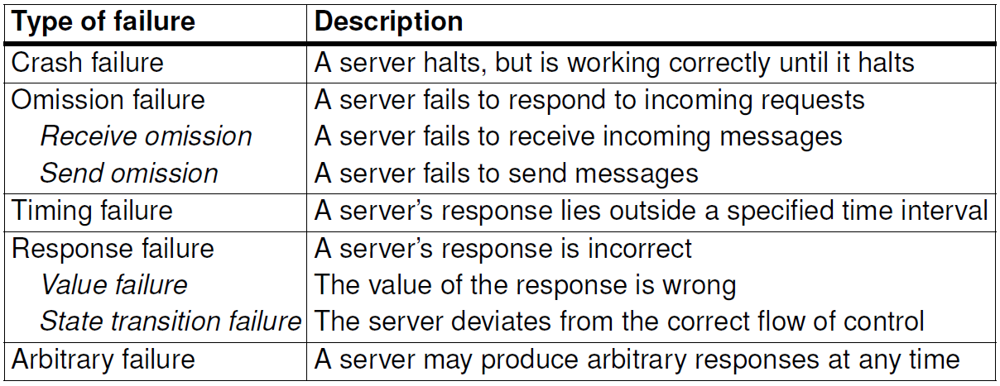 Type of failure Description
Crash failure A server halts, but is working correctly until it halts
Omission failure A server fails to respond to incoming requests
Receive omission A server fails to receive incoming messages
Send omission A server fails to send messages
Timing failure A server’s response lies outside a specified time interval
Response failure A server’s response is incorrect
Value failure The value of the response is wrong
State transition failure The server deviates from the correct flow of control
Arbitrary failure A server may produce arbitrary responses at any time